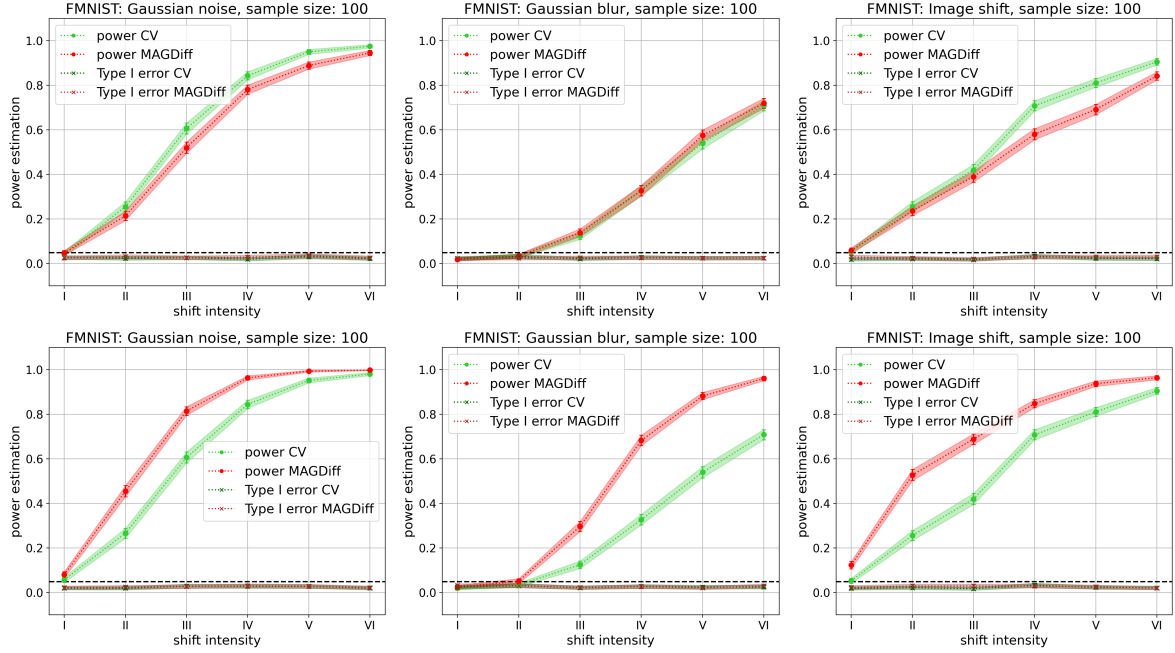 FMNIST: Gaussian noise, sample size: 100
power estimation
1.0
0.8
0.6
0.4
0.2
0.0
power CV
power MAGDiff
Type I error CV
Type I error MAGDiff
I II III IV V VI
shift intensity
FMNIST: Gaussian blur, sample size: 100
power estimation
1.0
0.8
0.6
0.4
0.2
0.0
power CV
power MAGDiff
Type I error CV
Type I error MAGDiff
I II III IV V VI
shift intensity
FMNIST: Image shift, sample size: 100
power estimation
1.0
0.8
0.6
0.4
0.2
0.0
power CV
power MAGDiff
Type I error CV
Type I error MAGDiff
I II III IV V VI
shift intensity
FMNIST: Gaussian noise, sample size: 100
power estimation
1.0
0.8
0.6
0.4
0.2
0.0
power CV
power MAGDiff
Type I error CV
Type I error MAGDiff
I II III IV V VI
shift intensity
FMNIST: Gaussian blur, sample size: 100
power estimation
1.0
0.8
0.6
0.4
0.2
0.0
power CV
power MAGDiff
Type I error CV
Type I error MAGDiff
I II III IV V VI
shift intensity
FMNIST: Image shift, sample size: 100
power estimation
1.0
0.8
0.6
0.4
0.2
0.0
power CV
power MAGDiff
Type I error CV
Type I error MAGDiff
I II III IV V VI
shift intensity